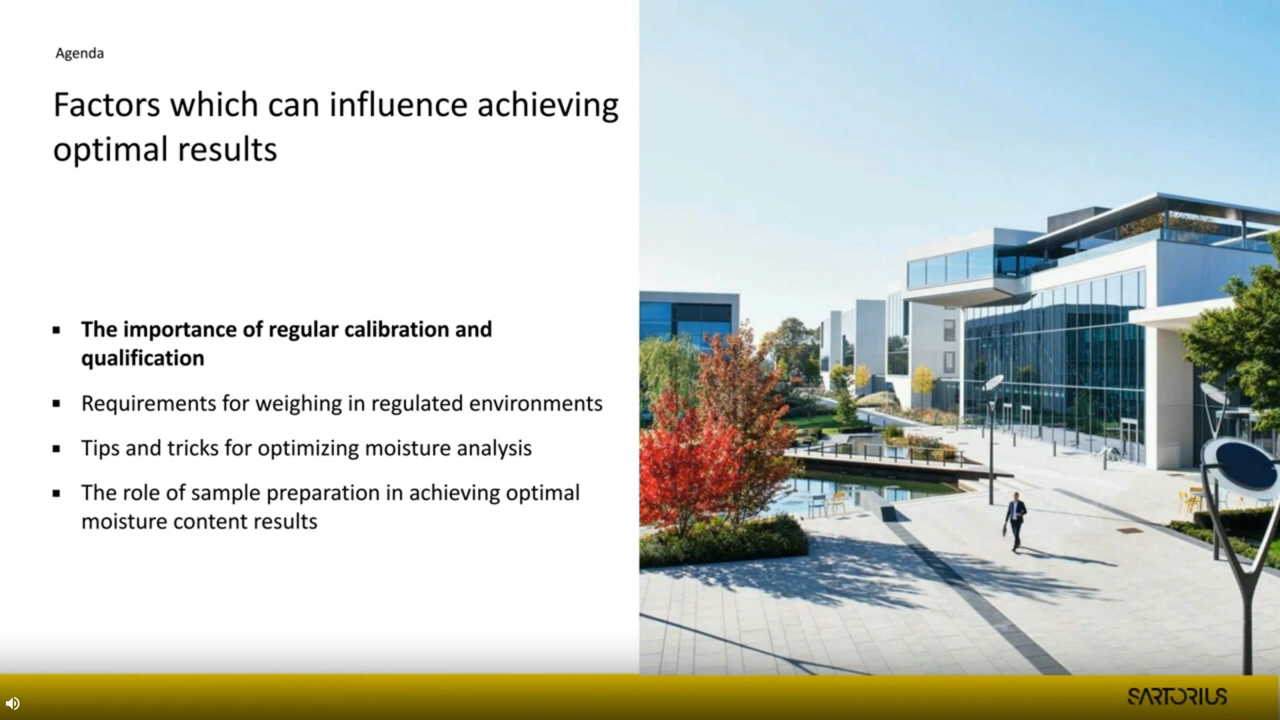 Agenda
Factors which can influence achieving
optimal results
▪ The importance of regular calibration and
qualification
▪ Requirements for weighing in regulated environments
▪ Tips and tricks for optimizing moisture analysis
▪ The role of sample preparation in achieving optimal
moisture content results
SARTORIUS